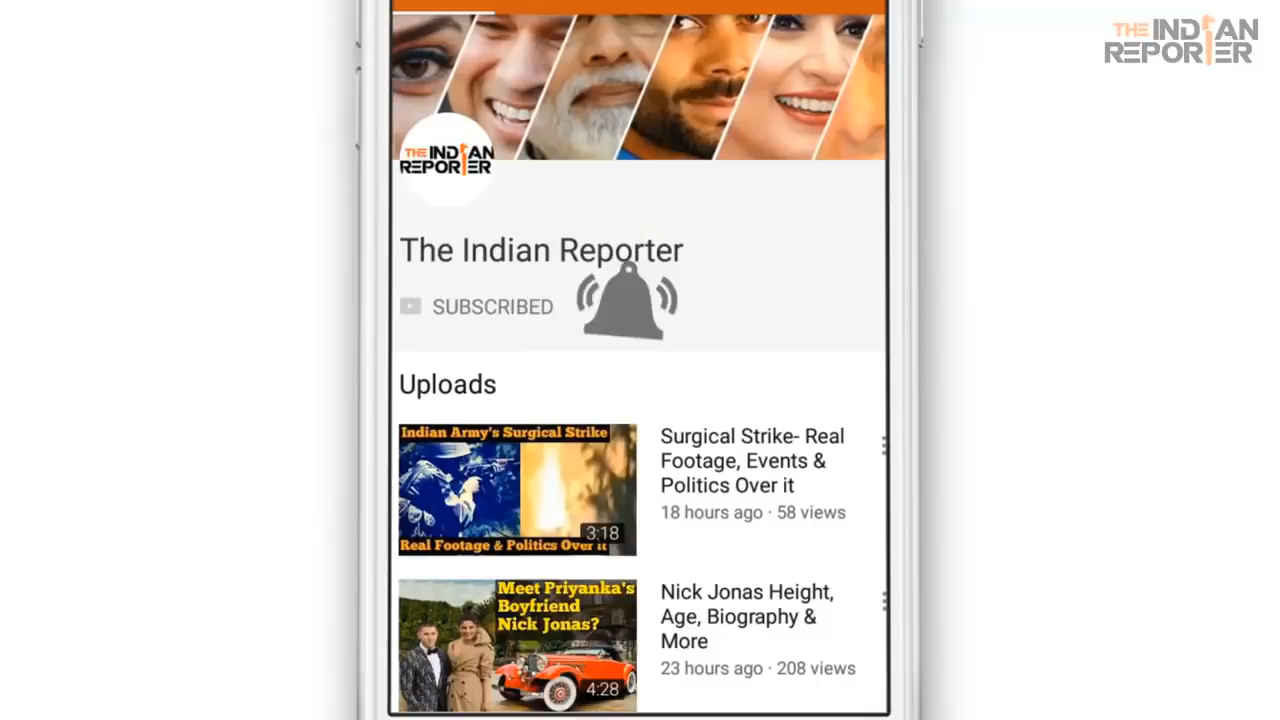 THE INDIAN
REPORTER
THE INDIAN
REPORTER
The Indian Reporter
SUBSCRIBED
Uploads
Indian Army's Surgical Strike
3:18
Real Footage & Politics Over it
Surgical Strike- Real
Footage, Events &
Politics Over it
18 hours ago · 58 views
Meet Priyanka's
Boyfriend
Nick Jonas?
4:28
Nick Jonas Height,
Age, Biography &
More
23 hours ago · 208 views